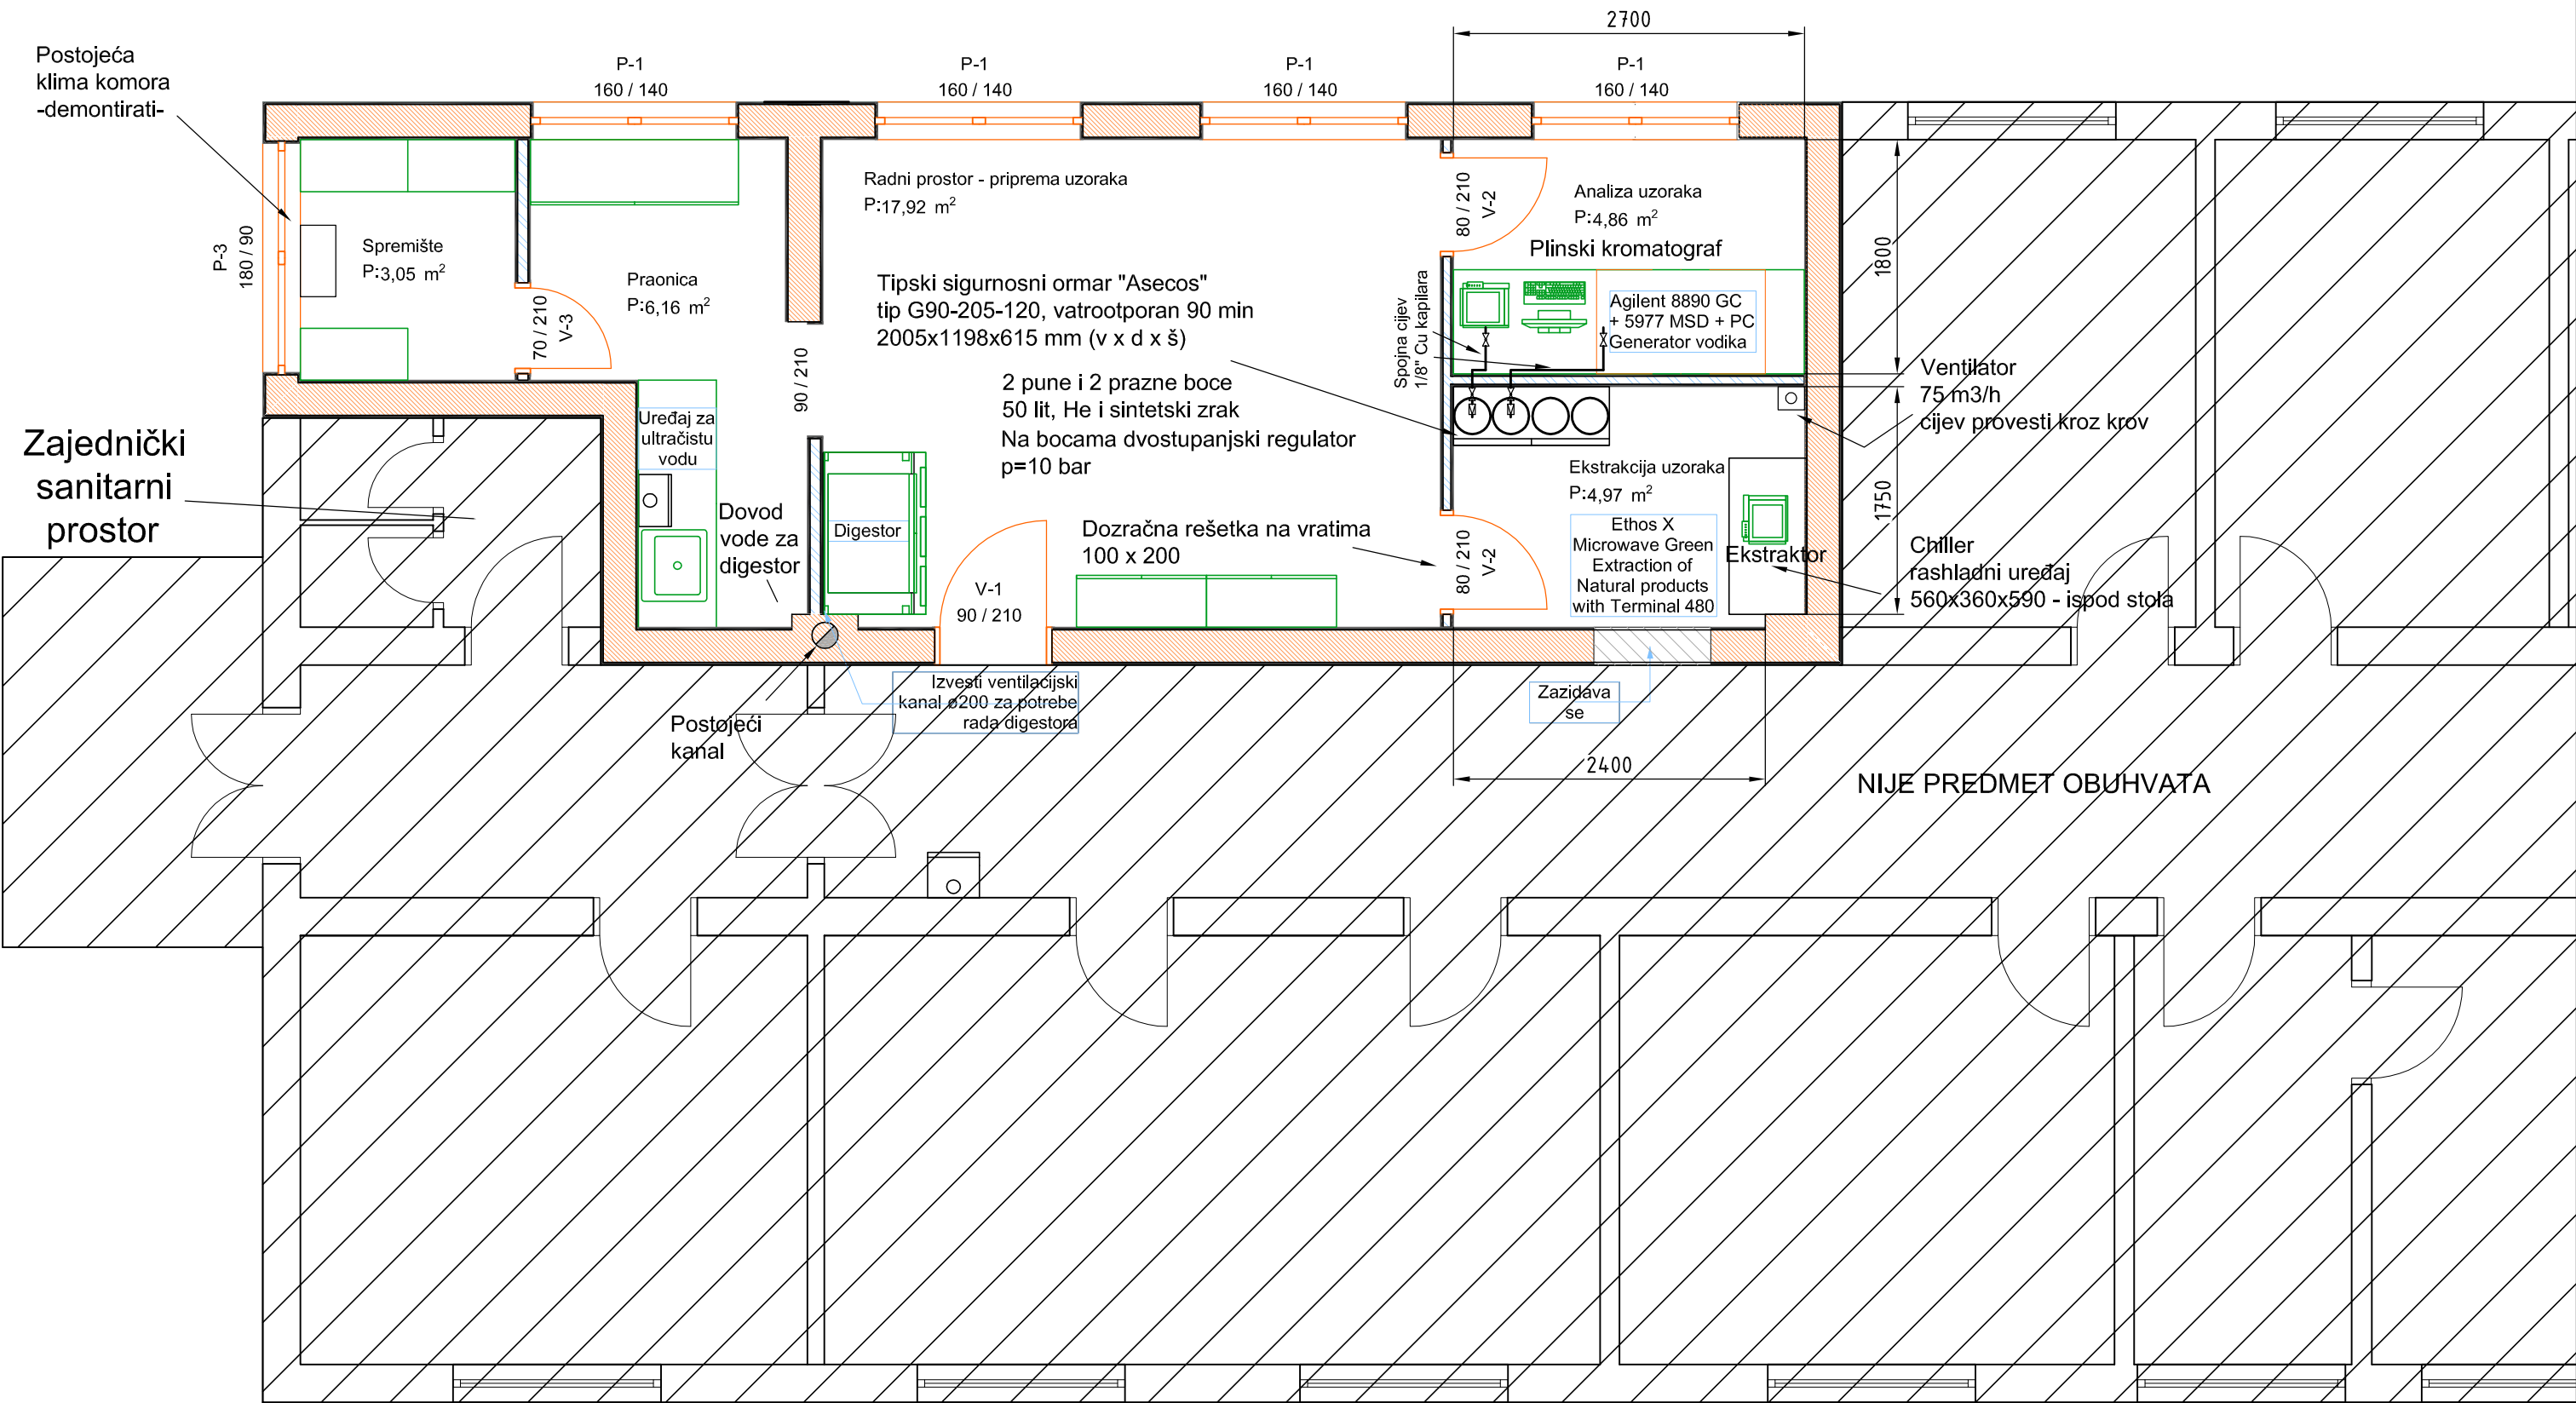 2700
Postojeća
klima komora
-demontirati-
P-1
160 / 140
P-1
160 / 140
P-1
160 / 140
P-1
160 / 140
P-3
180 / 90
Spremište
P:3,05 m²
70 / 210
V-3
Praonica
P:6,16 m²
90 / 210
Radni prostor - priprema uzoraka
P:17,92 m²
Tipski sigurnosni ormar "Asecos"
tip G90-205-120, vatrootporan 90 min
2005x1198x615 mm (v x d x š)
2 pune i 2 prazne boce
50 lit, He i sintetski zrak
Na bocama dvostupanjski regulator
p=10 bar
80 / 210
V-2
Analiza uzoraka
P:4,86 m²
Plinski kromatograf
Spojna cijev
1/8" Cu kapilara
Agilent 8890 GC
+ 5977 MSD + PC
Generator vodika
1800
Ventilator
75 m3/h
cijev provesti kroz krov
Zajednički
sanitarni
prostor
Uređaj za
ultračistu
vodu
Dovod
vode za
digestor
Digestor
V-1
90 / 210
Dozračna rešetka na vratima
100 x 200
80 / 210
V-2
Ekstrakcija uzoraka
P:4,97 m²
Ethos X
Microwave Green
Extraction of
Natural products
with Terminal 480
Ekstraktor
1750
Chiller
rashladni uređaj
560x360x590 - ispod stola
Postojeći
kanal
Izvesti ventilacijski
kanal ø200 za potrebe
rada digestora
Zazidava
se
2400
NIJE PREDMET OBUHVATA